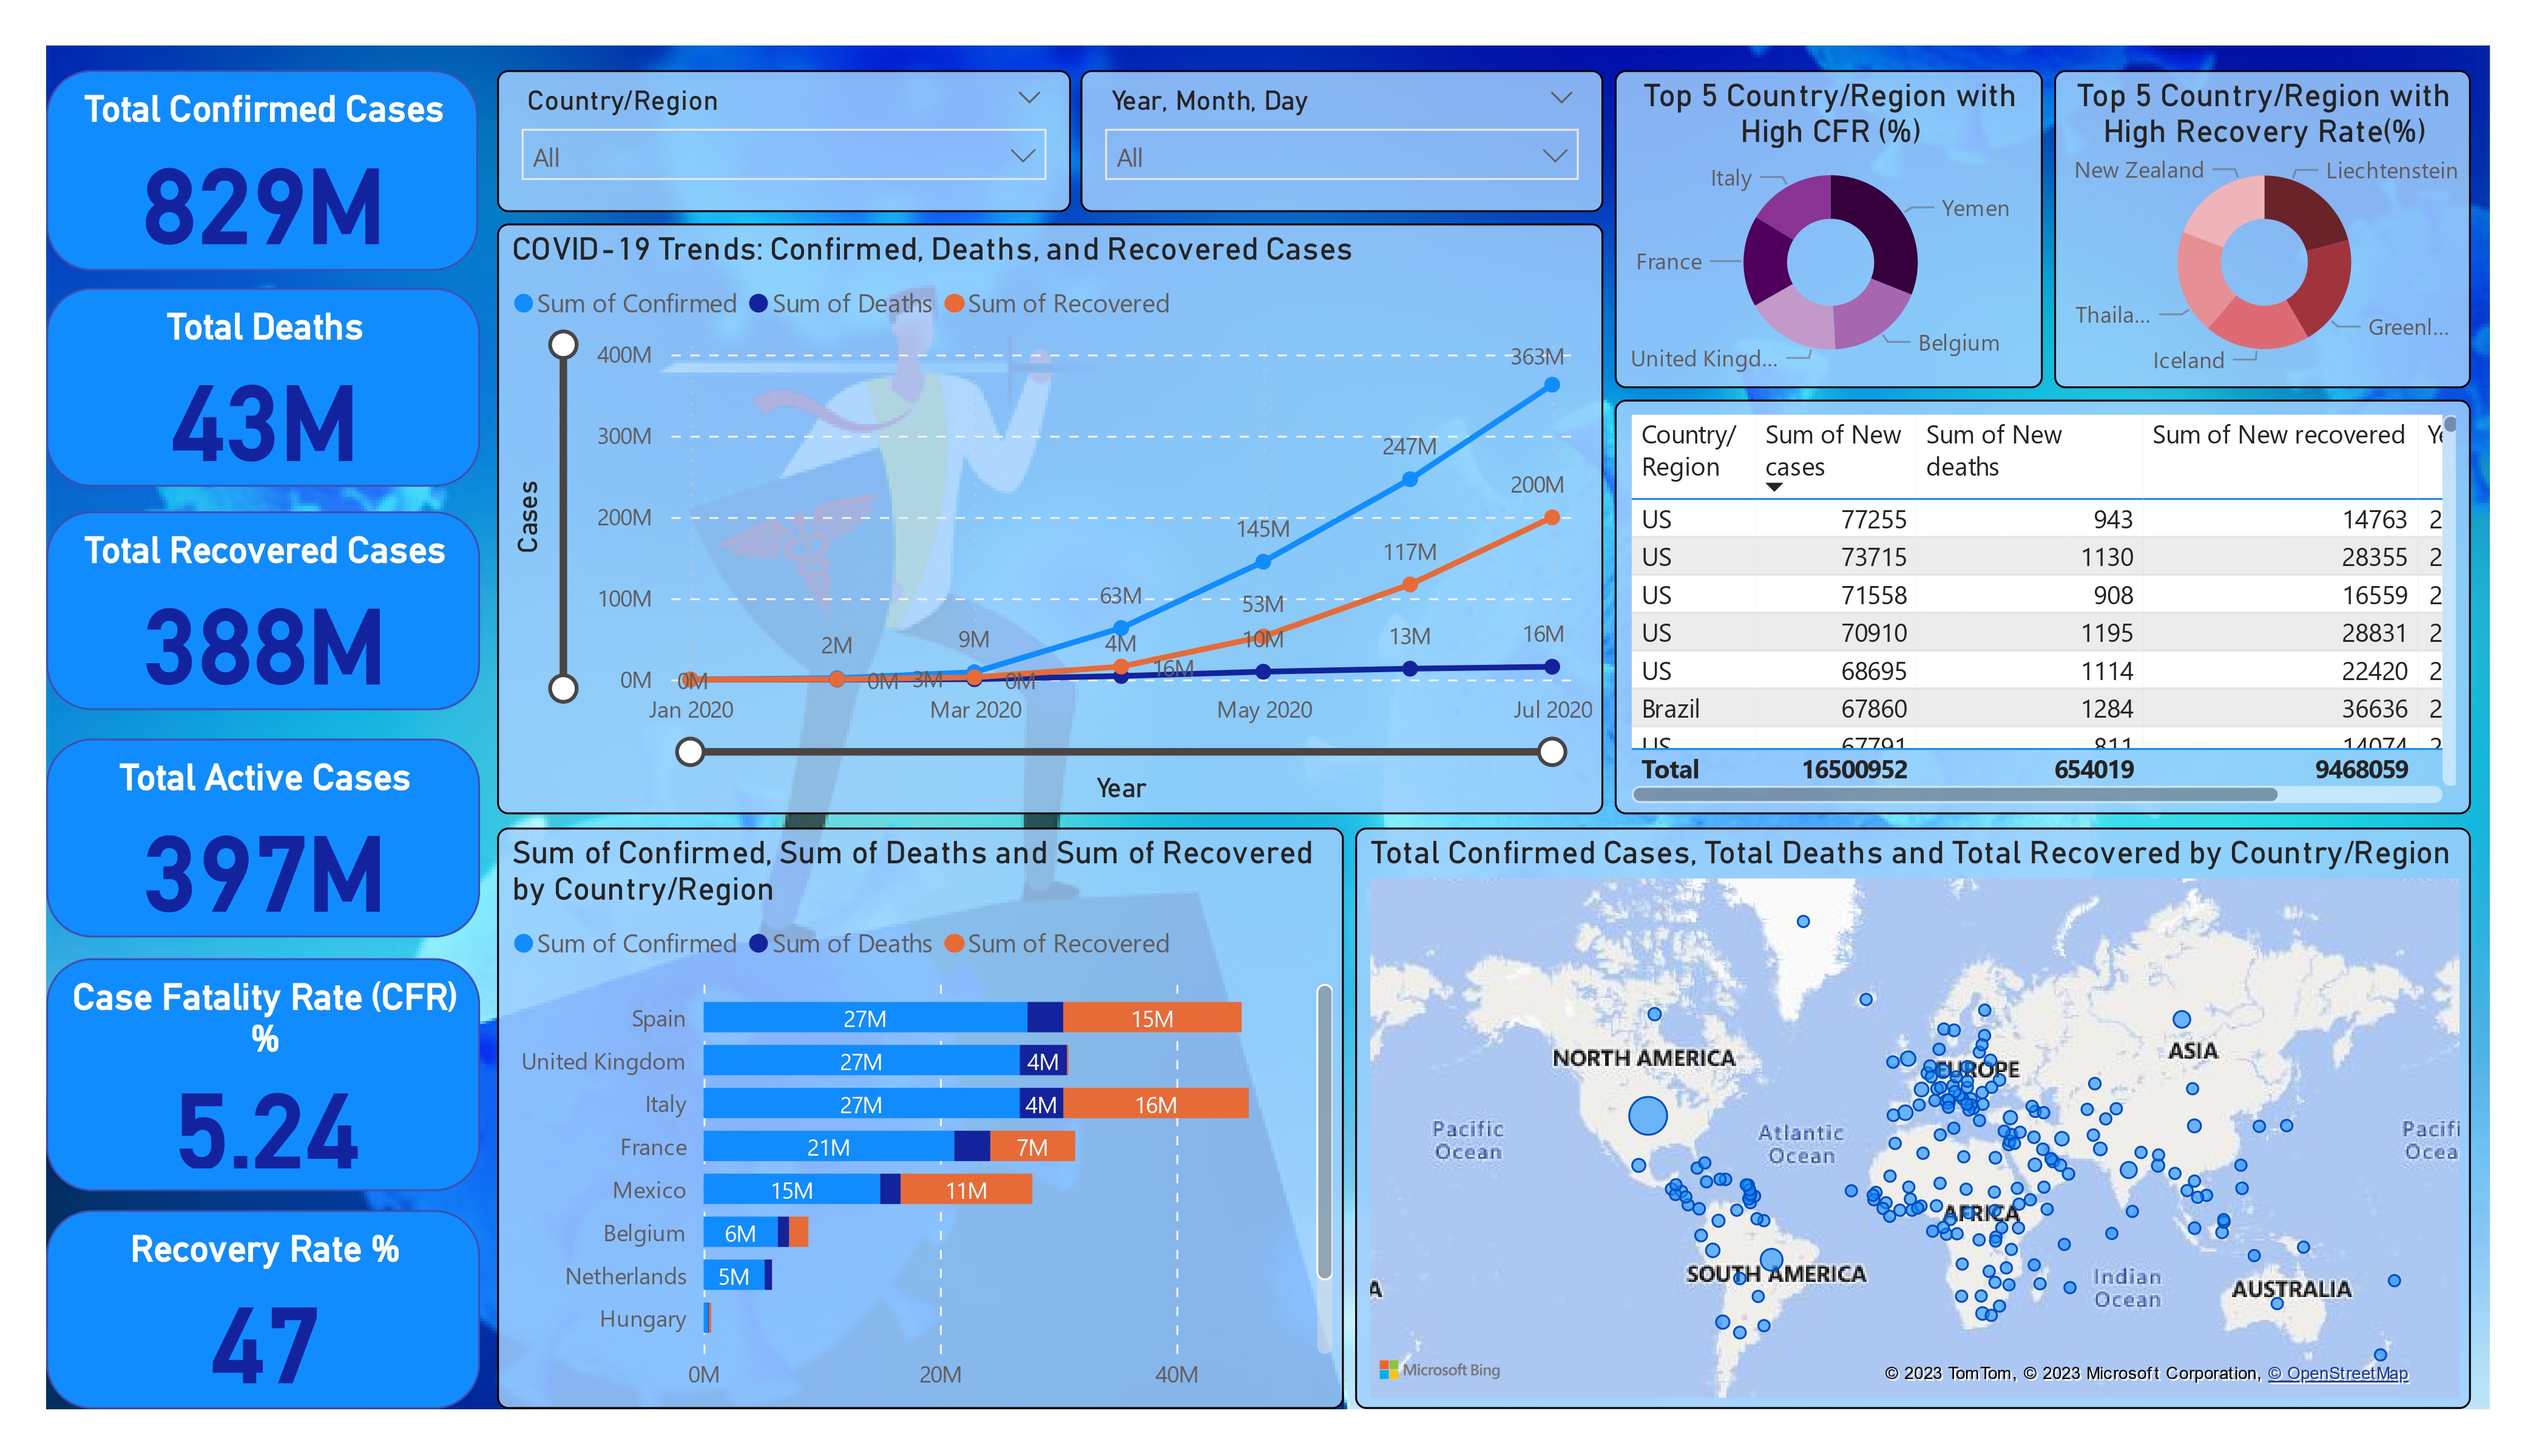 Total Confirmed Cases
829M
Total Deaths
43M
Total Recovered Cases
388M
Total Active Cases
397M
Case Fatality Rate (CFR)
%
5.24
Recovery Rate %
47
Country/Region
All
Year, Month, Day
All
COVID-19 Trends: Confirmed, Deaths, and Recovered Cases
Sum of Confirmed Sum of Deaths Sum of Recovered
Cases
400M
300M
200M
100M
0M
363M
247M
200M
145M
117M
63M
53M
2M
9M
4M
10M
13M
16M
0M
0M
3M
0M
16M
Jan 2020
Mar 2020
May 2020
Jul 2020
Year
Top 5 Country/Region with
High CFR (%)
Italy
Yemen
France
Belgium
United Kingd...
Top 5 Country/Region with
High Recovery Rate(%)
New Zealand
Liechtenstein
Thaila...
Greenl...
Iceland
Country/
Region
Sum of New
cases
Sum of New
deaths
Sum of New recovered
Ye
US 77255 943 14763 2
US 73715 1130 28355 2
US 71558 908 16559 2
US 70910 1195 28831 2
US 68695 1114 22420 2
Brazil 67860 1284 36636 2
US 67791 811 14074 2
Total 16500952 654019 9468059
Sum of Confirmed, Sum of Deaths and Sum of Recovered
by Country/Region
Sum of Confirmed Sum of Deaths Sum of Recovered
Spain 27M 15M
United Kingdom 27M 4M
Italy 27M 4M 16M
France 21M 7M
Mexico 15M 11M
Belgium 6M
Netherlands 5M
Hungary
0M 20M 40M
Total Confirmed Cases, Total Deaths and Total Recovered by Country/Region
NORTH AMERICA
EUROPE
ASIA
Pacific
Ocean
Atlantic
Ocean
Pacifi
Ocea
AFRICA
SOUTH AMERICA
Indian
Ocean
AUSTRALIA
A
Microsoft Bing
© 2023 TomTom, © 2023 Microsoft Corporation, © OpenStreetMap